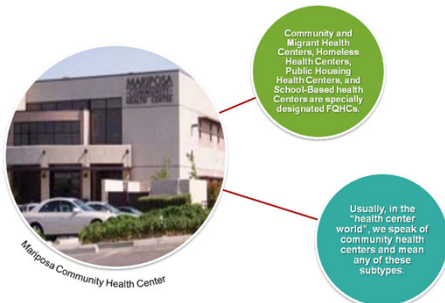 MARIPOSA
COMMUNITY
HEALTH CENTER
Community and
Migrant Health
Centers, Homeless
Health Centers,
Public Housing
Health Centers, and
School-Based health
Centers are specially
designated FQHCs.
Usually, in the
"health center
world", we speak of
community health
centers and mean
any of these
subtypes.
Mariposa Community Health Center